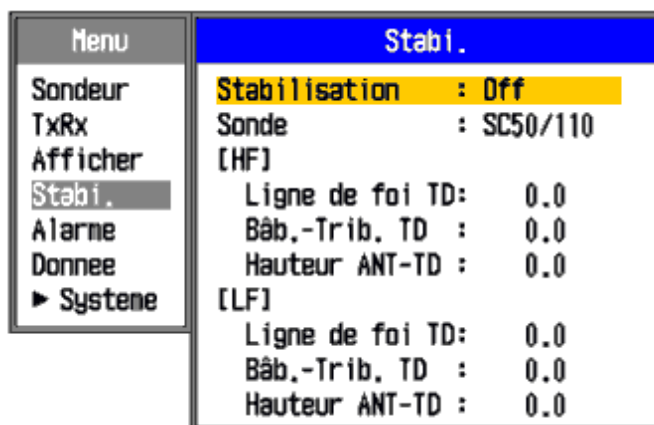 Menu
Sondeur
TxRx
Afficher
Stabi.
Alarme
Donnee
► Systeme
Stabi.
Stabilisation : Off
Sonde : SC50/110
[HF]
Ligne de foi TD: 0.0
Bâb.-Trib. TD : 0.0
Hauteur ANT-TD : 0.0
[LF]
Ligne de foi TD: 0.0
Bâb.-Trib. TD : 0.0
Hauteur ANT-TD : 0.0